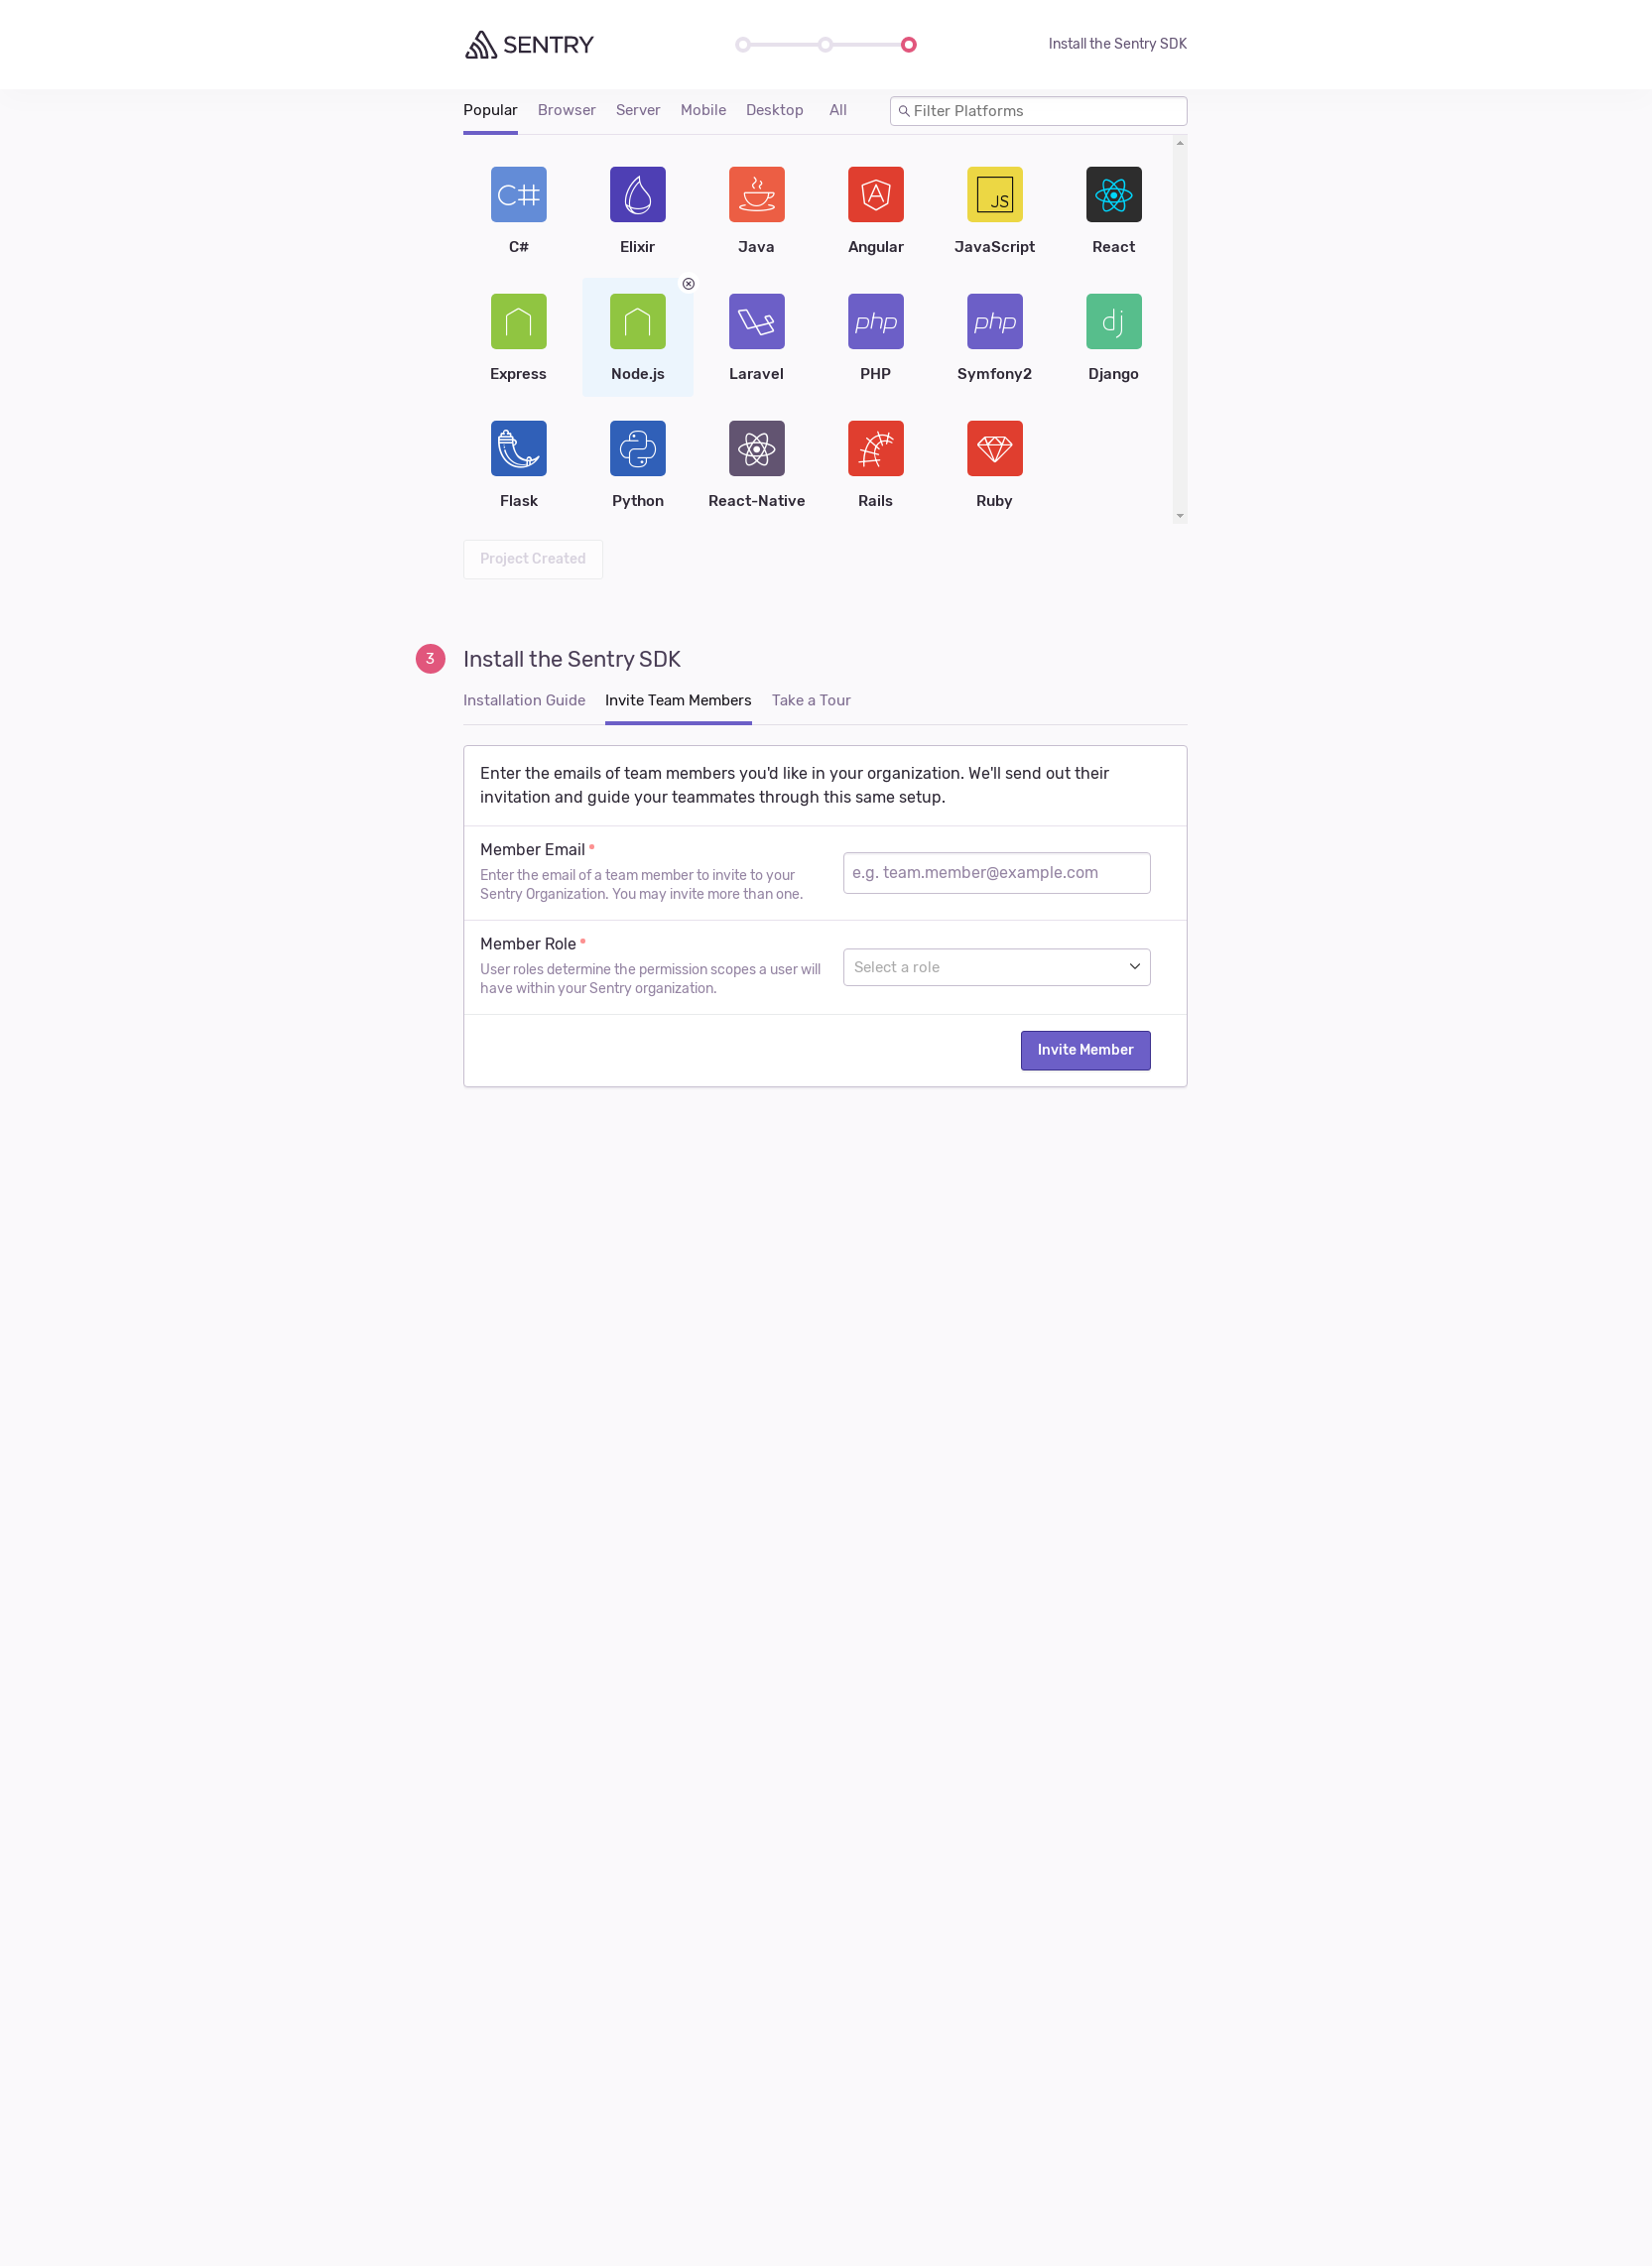 SENTRY
Install the Sentry SDK
Popular Browser Server Mobile Desktop All Filter Platforms
C# JS
C# Elixir Java Angular JavaScript React
php php dj
Express Node.js Laravel PHP Symfony2 Django
Flask Python React-Native Rails Ruby
Project Created
3 Install the Sentry SDK
Installation Guide Invite Team Members Take a Tour
Enter the emails of team members you'd like in your organization. We'll send out their
invitation and guide your teammates through this same setup.
Member Email
Enter the email of a team member to invite to your
Sentry Organization. You may invite more than one.
e.g. team.member@example.com
Member Role
User roles determine the permission scopes a user will
have within your Sentry organization.
Select a role
Invite Member